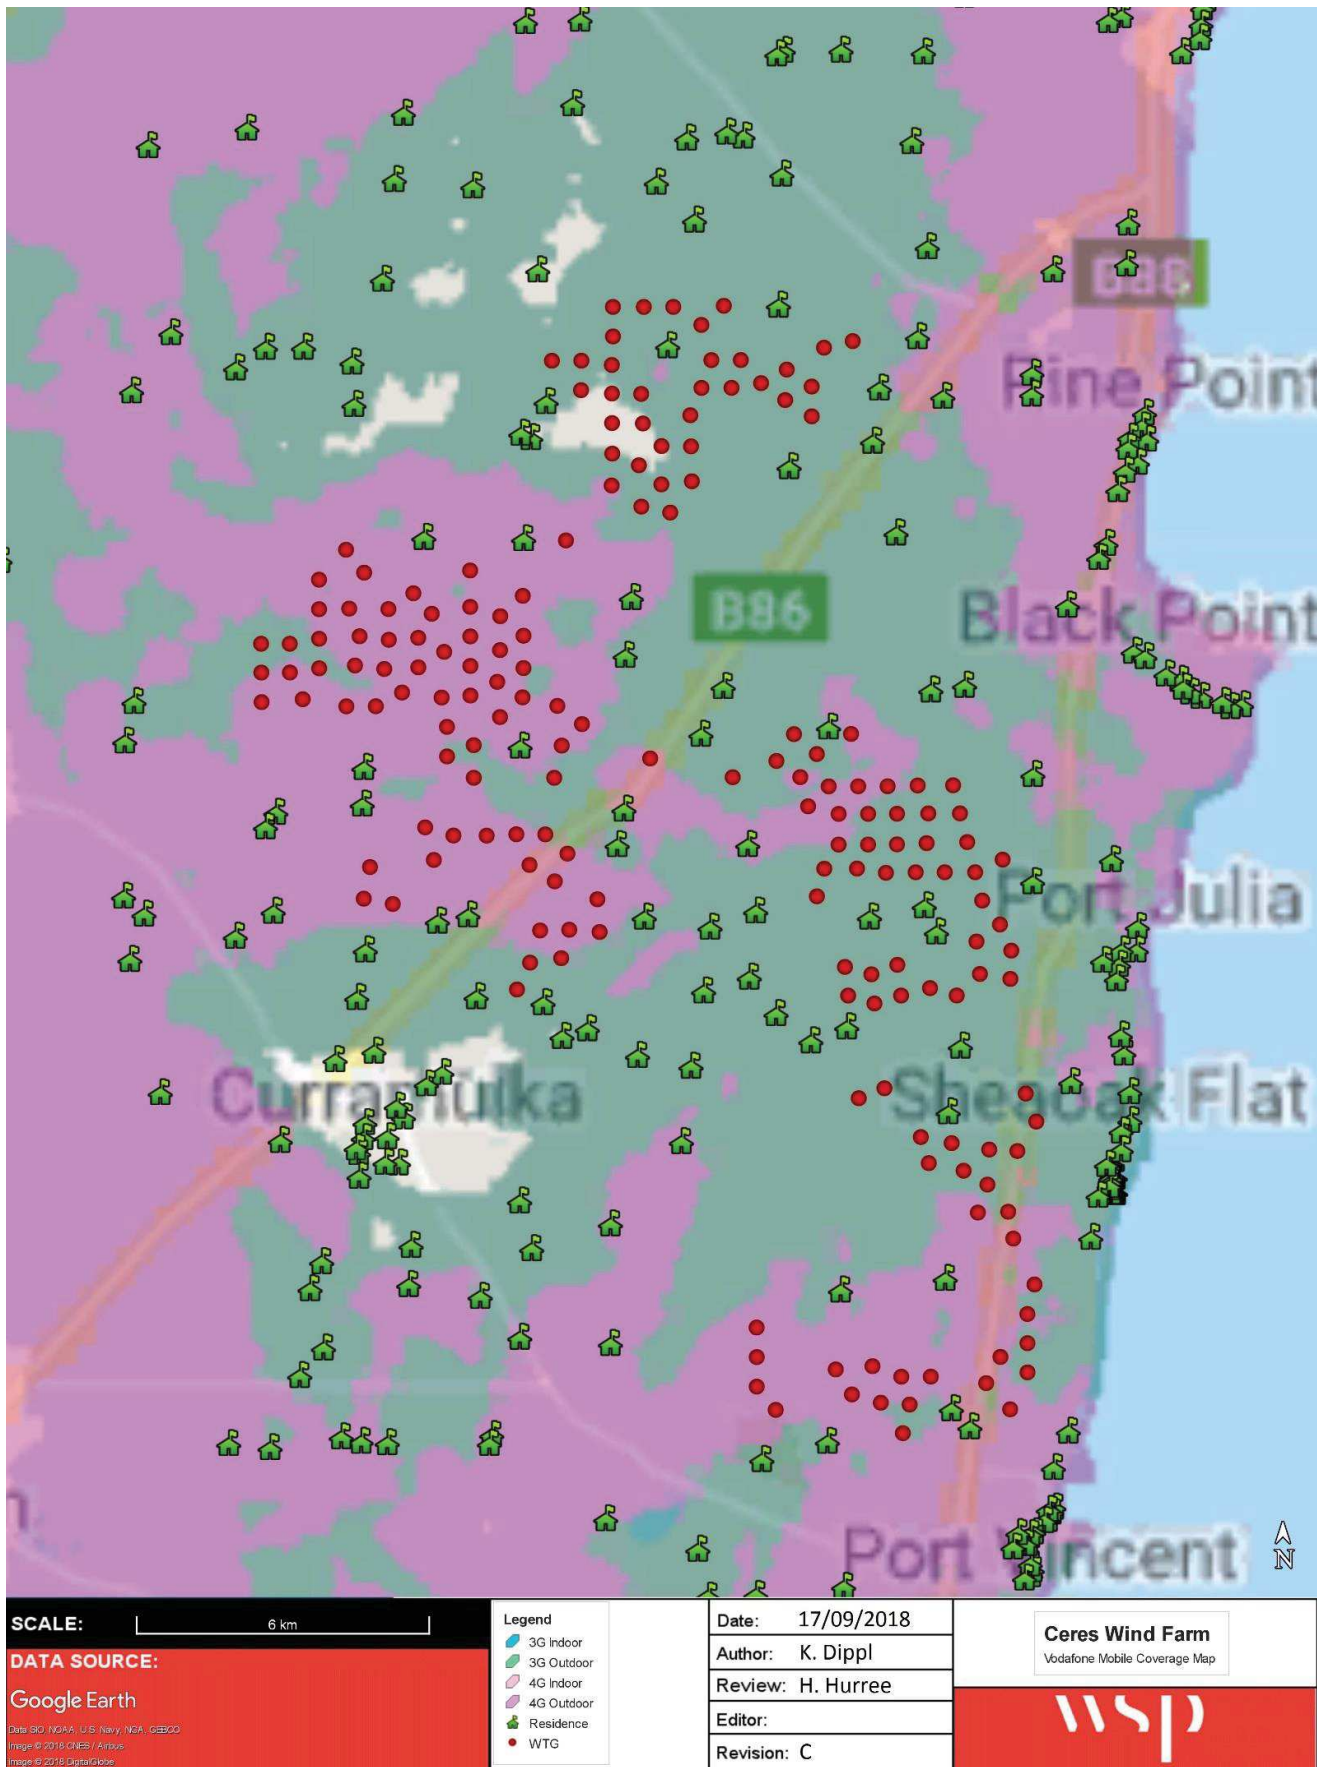 B86
Pine Point
B86
Black Point
Port Julia
Curramulka
Sheaoak Flat
Port Vincent
N
SCALE:
6 km
DATA SOURCE:
Google Earth
Data SIO, NOAA, U.S. Navy, NGA, GEBCO
Image © 2018 CNES / Airbus
Image © 2018 DigitalGlobe
Legend
3G Indoor
3G Outdoor
4G Indoor
4G Outdoor
Residence
WTG
Date: 17/09/2018
Author: K. Dippl
Review: H. Hurree
Editor:
Revision: C
Ceres Wind Farm
Vodafone Mobile Coverage Map
wsp